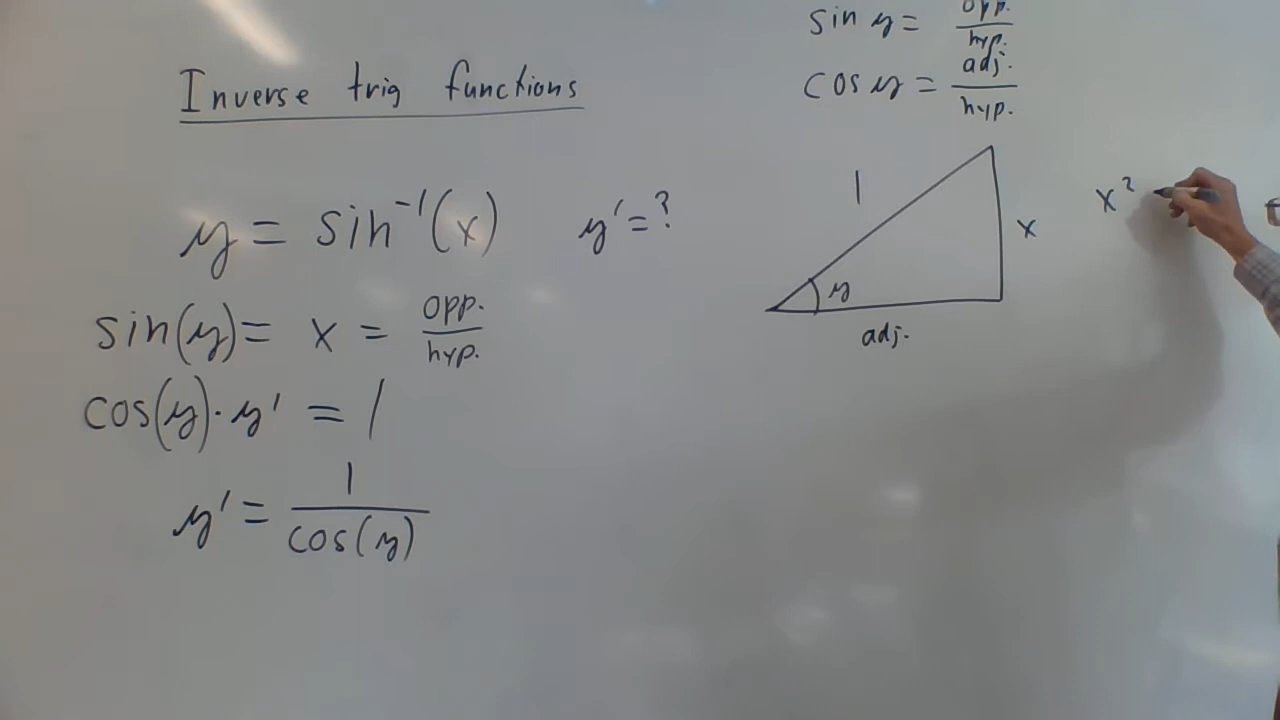 Inverse trig functions
y = sin⁻¹(x) y' = ?
sin(y) = x = opp./hyp.
cos(y)·y' = 1
y' = 1/cos(y)
sin y = opp./hyp.
cos y = adj./hyp.
1
x
y
adj.
x²